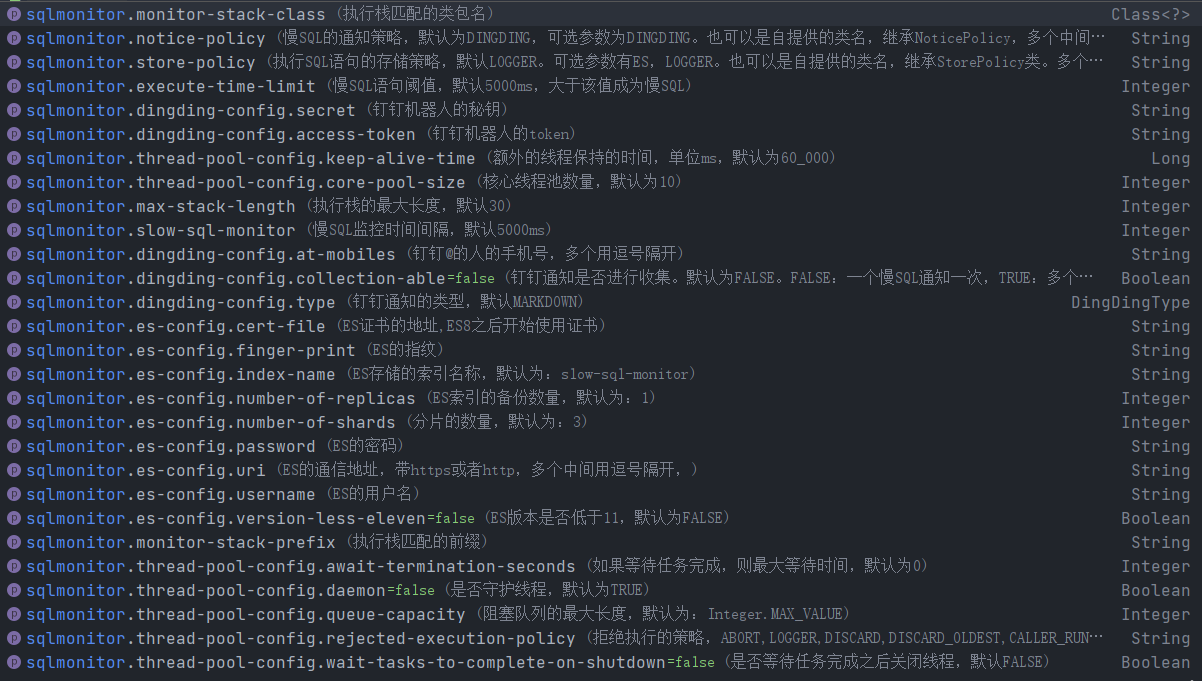 sqlmonitor.monitor-stack-class (执行栈匹配的类包名) Class<?>
sqlmonitor.notice-policy (慢SQL的通知策略，默认为DINGDING，可选参数为DINGDING。也可以是自提供的类名，继承NoticePolicy，多个中间… String
sqlmonitor.store-policy (执行SQL语句的存储策略，默认LOGGER。可选参数有ES，LOGGER。也可以是自提供的类名，继承StorePolicy类。多个… String
sqlmonitor.execute-time-limit (慢SQL语句阈值，默认5000ms，大于该值成为慢SQL) Integer
sqlmonitor.dingding-config.secret (钉钉机器人的秘钥) String
sqlmonitor.dingding-config.access-token (钉钉机器人的token) String
sqlmonitor.thread-pool-config.keep-alive-time (额外的线程保持的时间，单位ms，默认为60_000) Long
sqlmonitor.thread-pool-config.core-pool-size (核心线程池数量，默认为10) Integer
sqlmonitor.max-stack-length (执行栈的最大长度，默认30) Integer
sqlmonitor.slow-sql-monitor (慢SQL监控时间间隔，默认5000ms) Integer
sqlmonitor.dingding-config.at-mobiles (钉钉@的人的手机号，多个用逗号隔开) String
sqlmonitor.dingding-config.collection-able=false (钉钉通知是否进行收集。默认为FALSE。FALSE：一个慢SQL通知一次，TRUE：多个… Boolean
sqlmonitor.dingding-config.type (钉钉通知的类型，默认MARKDOWN) DingDingType
sqlmonitor.es-config.cert-file (ES证书的地址,ES8之后开始使用证书) String
sqlmonitor.es-config.finger-print (ES的指纹) String
sqlmonitor.es-config.index-name (ES存储的索引名称，默认为：slow-sql-monitor) String
sqlmonitor.es-config.number-of-replicas (ES索引的备份数量，默认为：1) Integer
sqlmonitor.es-config.number-of-shards (分片的数量，默认为：3) Integer
sqlmonitor.es-config.password (ES的密码) String
sqlmonitor.es-config.uri (ES的通信地址，带https或者http，多个中间用逗号隔开，) String
sqlmonitor.es-config.username (ES的用户名) String
sqlmonitor.es-config.version-less-eleven=false (ES版本是否低于11，默认为FALSE) Boolean
sqlmonitor.monitor-stack-prefix (执行栈匹配的前缀) String
sqlmonitor.thread-pool-config.await-termination-seconds (如果等待任务完成，则最大等待时间，默认为0) Integer
sqlmonitor.thread-pool-config.daemon=false (是否守护线程，默认为TRUE) Boolean
sqlmonitor.thread-pool-config.queue-capacity (阻塞队列的最大长度，默认为：Integer.MAX_VALUE) Integer
sqlmonitor.thread-pool-config.rejected-execution-policy (拒绝执行的策略，ABORT,LOGGER,DISCARD,DISCARD_OLDEST,CALLER_RUN… String
sqlmonitor.thread-pool-config.wait-tasks-to-complete-on-shutdown=false (是否等待任务完成之后关闭线程，默认FALSE) Boolean